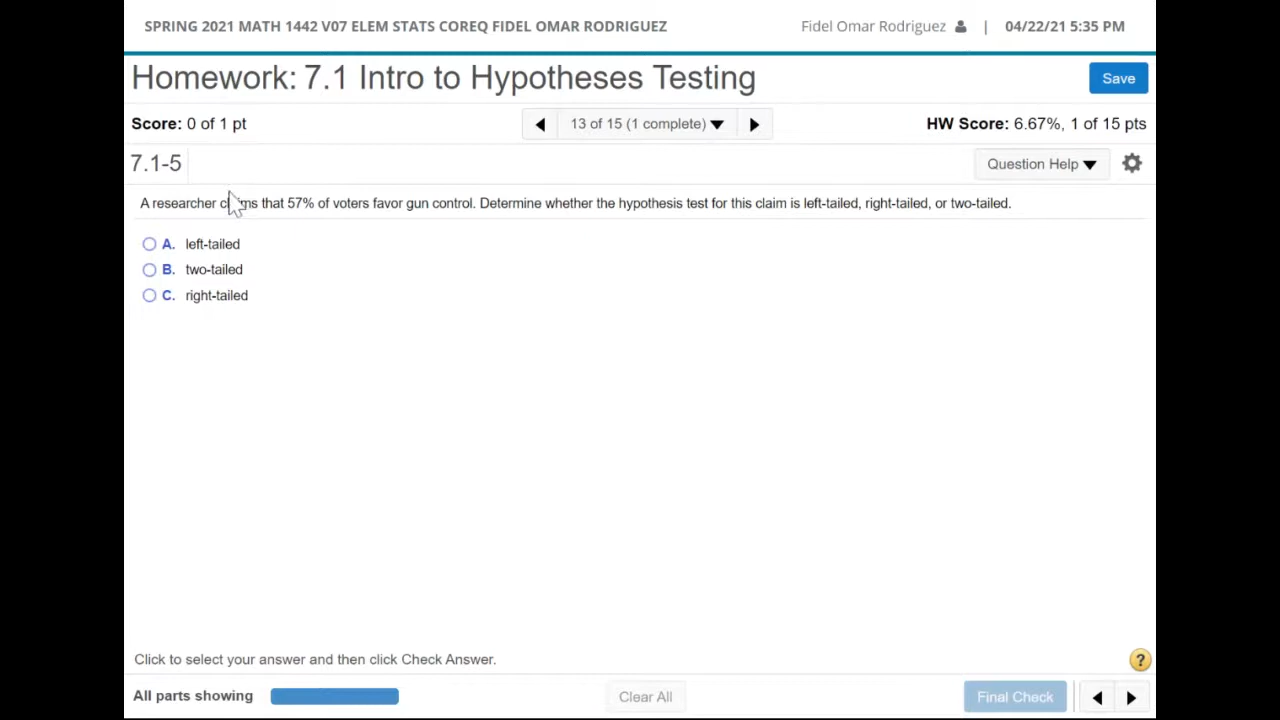 SPRING 2021 MATH 1442 V07 ELEM STATS COREQ FIDEL OMAR RODRIGUEZ
Fidel Omar Rodriguez | 04/22/21 5:35 PM
Homework: 7.1 Intro to Hypotheses Testing
Save
Score: 0 of 1 pt
13 of 15 (1 complete)
HW Score: 6.67%, 1 of 15 pts
7.1-5
Question Help
A researcher claims that 57% of voters favor gun control. Determine whether the hypothesis test for this claim is left-tailed, right-tailed, or two-tailed.
A. left-tailed
B. two-tailed
C. right-tailed
Click to select your answer and then click Check Answer.
?
All parts showing
Clear All
Final Check